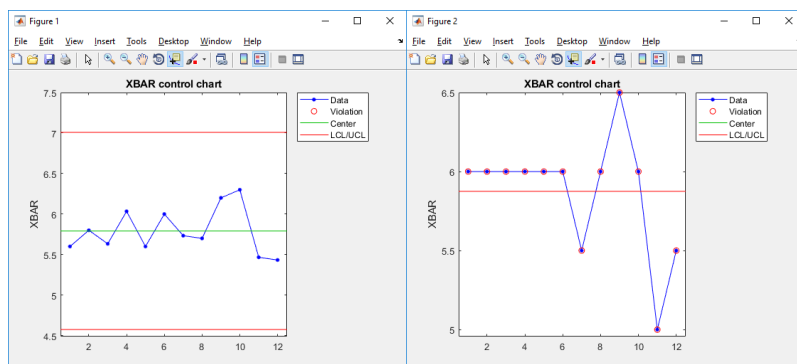 Figure 1
File Edit View Insert Tools Desktop Window Help
XBAR control chart
7.5
7
6.5
6
5.5
5
4.5
XBAR
2 4 6 8 10 12
Data
Violation
Center
LCL/UCL
Figure 2
File Edit View Insert Tools Desktop Window Help
XBAR control chart
6.5
6
5.5
5
XBAR
2 4 6 8 10 12
Data
Violation
Center
LCL/UCL